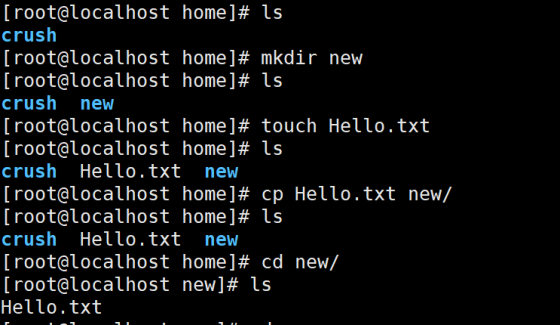 [root@localhost home]# ls
crush
[root@localhost home]# mkdir new
[root@localhost home]# ls
crush  new
[root@localhost home]# touch Hello.txt
[root@localhost home]# ls
crush  Hello.txt  new
[root@localhost home]# cp Hello.txt new/
[root@localhost home]# ls
crush  Hello.txt  new
[root@localhost home]# cd new/
[root@localhost new]# ls
Hello.txt